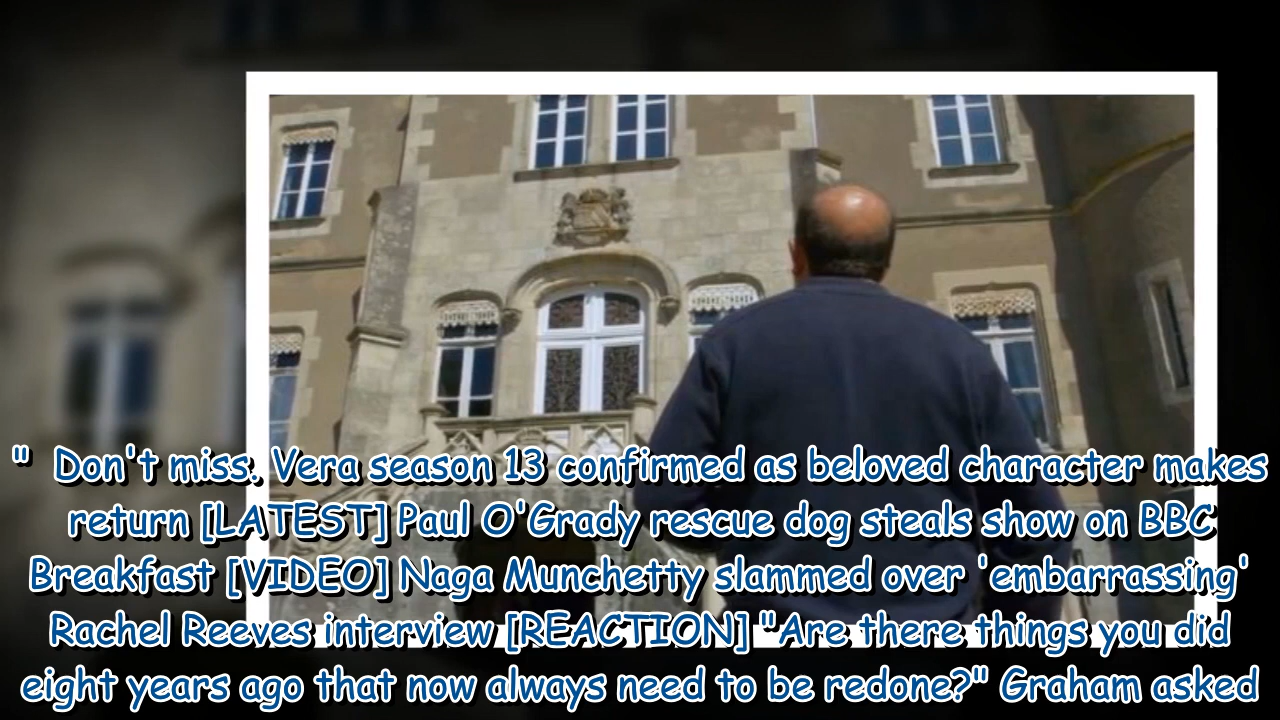 "  Don't miss. Vera season 13 confirmed as beloved character makes
return [LATEST] Paul O'Grady rescue dog steals show on BBC
Breakfast [VIDEO] Naga Munchetty slammed over 'embarrassing'
Rachel Reeves interview [REACTION] "Are there things you did
eight years ago that now always need to be redone?" Graham asked